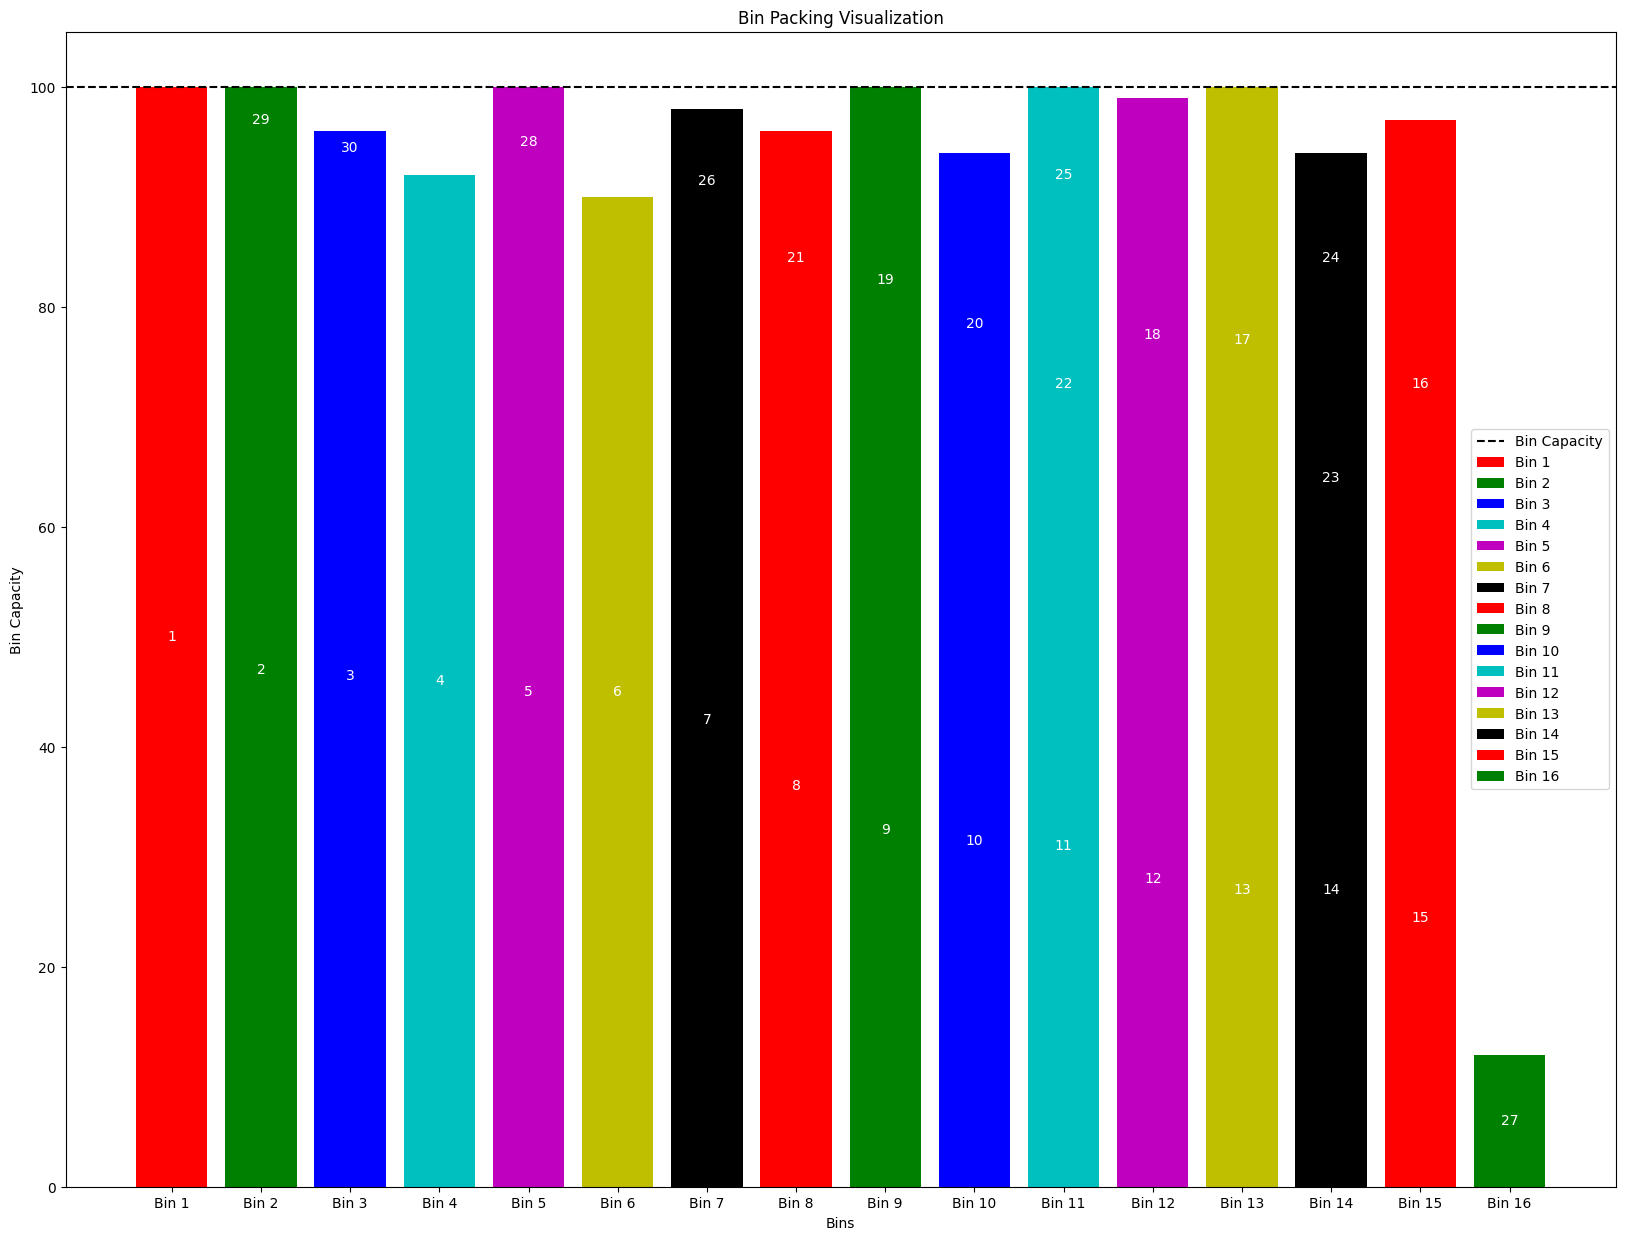 Bin Packing Visualization
100
80
60
40
20
0
Bin Capacity
29
30
28
26
25
21
24
19
20
18
17
22
16
23
1
2
3
4
5
6
7
8
9
10
11
12
13
14
15
27
Bin Capacity
Bin 1
Bin 2
Bin 3
Bin 4
Bin 5
Bin 6
Bin 7
Bin 8
Bin 9
Bin 10
Bin 11
Bin 12
Bin 13
Bin 14
Bin 15
Bin 16
Bin 1 Bin 2 Bin 3 Bin 4 Bin 5 Bin 6 Bin 7 Bin 8 Bin 9 Bin 10 Bin 11 Bin 12 Bin 13 Bin 14 Bin 15 Bin 16
Bins